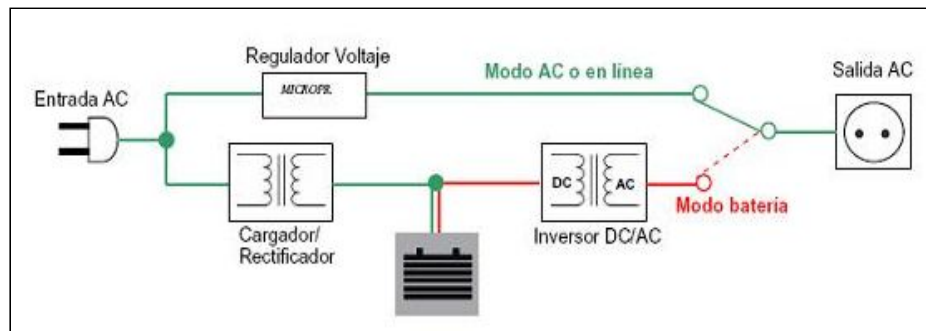 Regulador Voltaje
MICROPR.
Modo AC o en línea
Salida AC
Entrada AC
Cargador/
Rectificador
DC
AC
Inversor DC/AC
Modo bateria